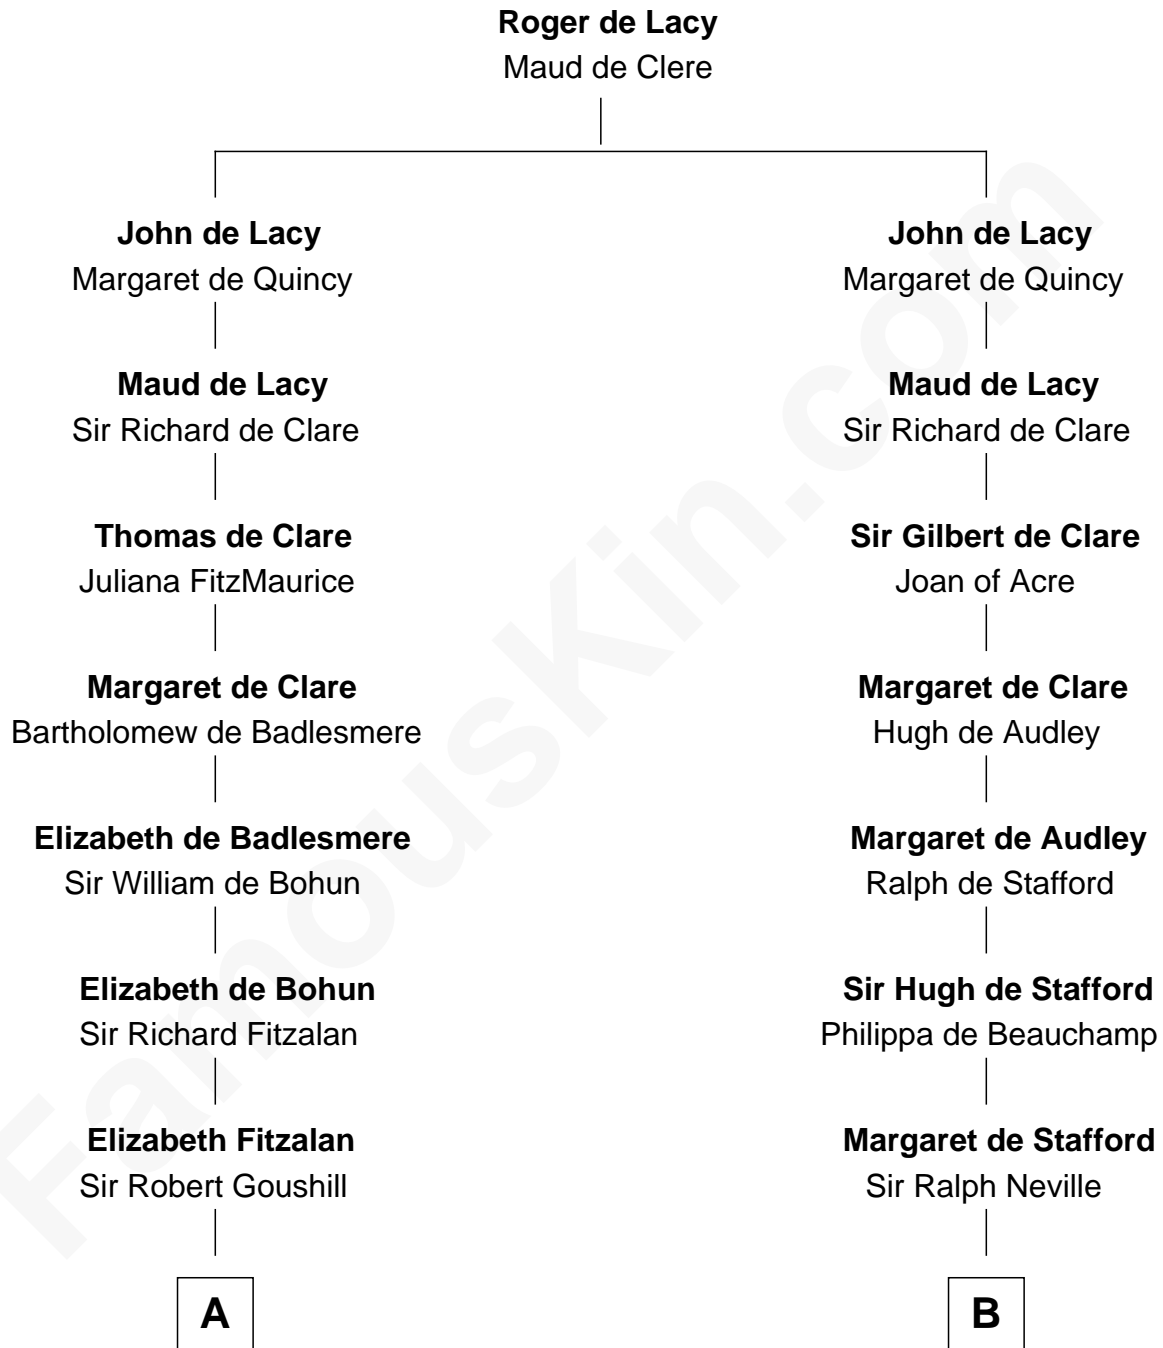 Roger de Lacy
Maud de Clere
John de Lacy
Margaret de Quincy
John de Lacy
Margaret de Quincy
Maud de Lacy
Sir Richard de Clare
Maud de Lacy
Sir Richard de Clare
Thomas de Clare
Juliana FitzMaurice
Sir Gilbert de Clare
Joan of Acre
Margaret de Clare
Bartholomew de Badlesmere
Margaret de Clare
Hugh de Audley
Elizabeth de Badlesmere
Sir William de Bohun
Margaret de Audley
Ralph de Stafford
Elizabeth de Bohun
Sir Richard Fitzalan
Sir Hugh de Stafford
Philippa de Beauchamp
Elizabeth Fitzalan
Sir Robert Goushill
Margaret de Stafford
Sir Ralph Neville
A
B
FamousKin.com